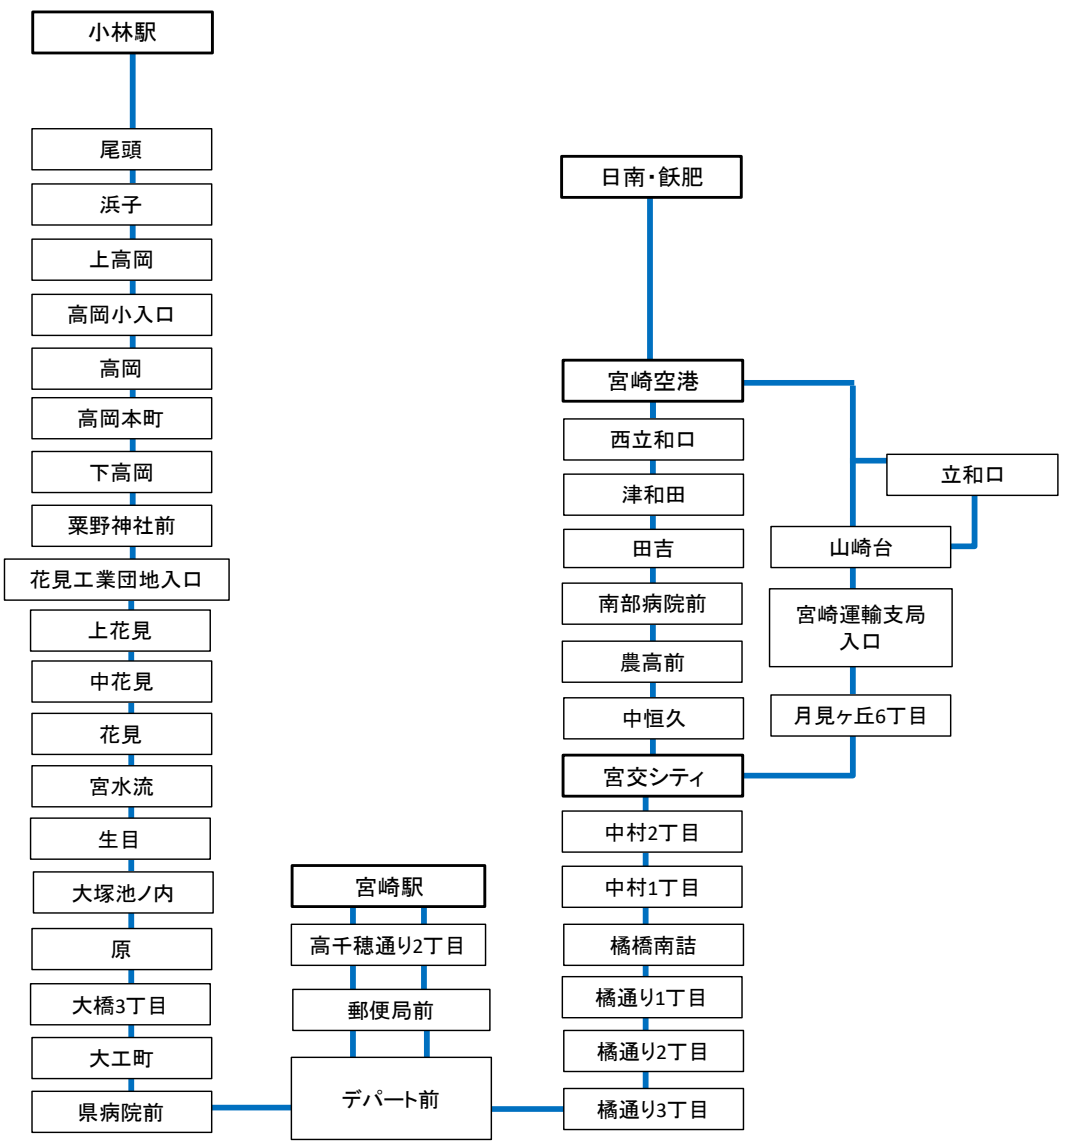 小林駅
尾頭
浜子
上高岡
高岡小入口
高岡
高岡本町
下高岡
粟野神社前
花見工業団地入口
上花見
中花見
花見
宮水流
生目
大塚池ノ内
原
大橋3丁目
大工町
県病院前
宮崎駅
高千穂通り2丁目
郵便局前
デパート前
日南・飫肥
宮崎空港
西立和口
津和田
田吉
南部病院前
農高前
中恒久
宮交シティ
中村2丁目
中村1丁目
橘橋南詰
橘通り1丁目
橘通り2丁目
橘通り3丁目
立和口
山崎台
宮崎運輸支局
入口
月見ヶ丘6丁目